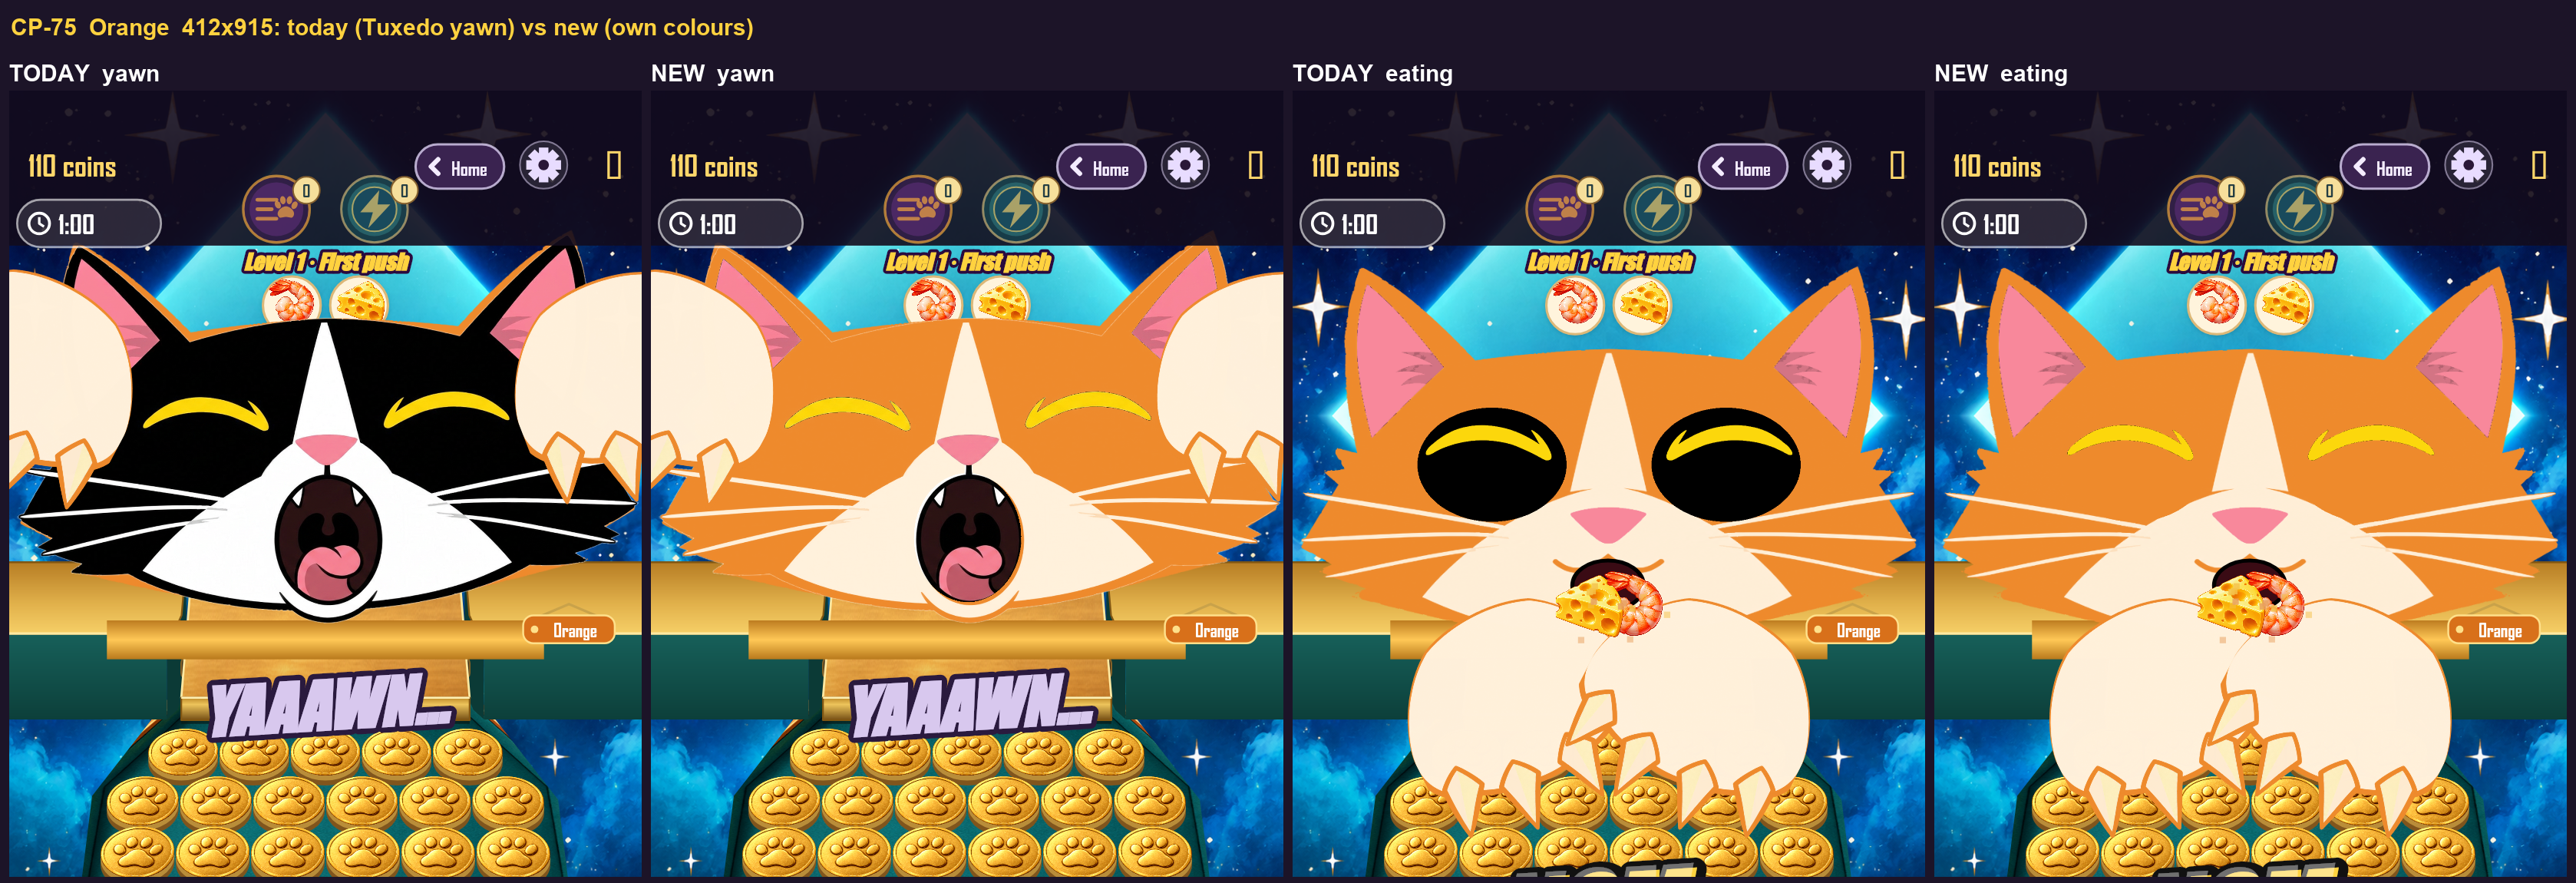 CP-75 Orange 412x915: today (Tuxedo yawn) vs new (own colours)
TODAY yawn
110 coins
Home
0
0
1:00
Level 1 · First push
Orange
YAAAWN...
NEW yawn
110 coins
Home
0
0
1:00
Level 1 · First push
Orange
YAAAWN...
TODAY eating
110 coins
Home
0
0
1:00
Level 1 · First push
Orange
NEW eating
110 coins
Home
0
0
1:00
Level 1 · First push
Orange